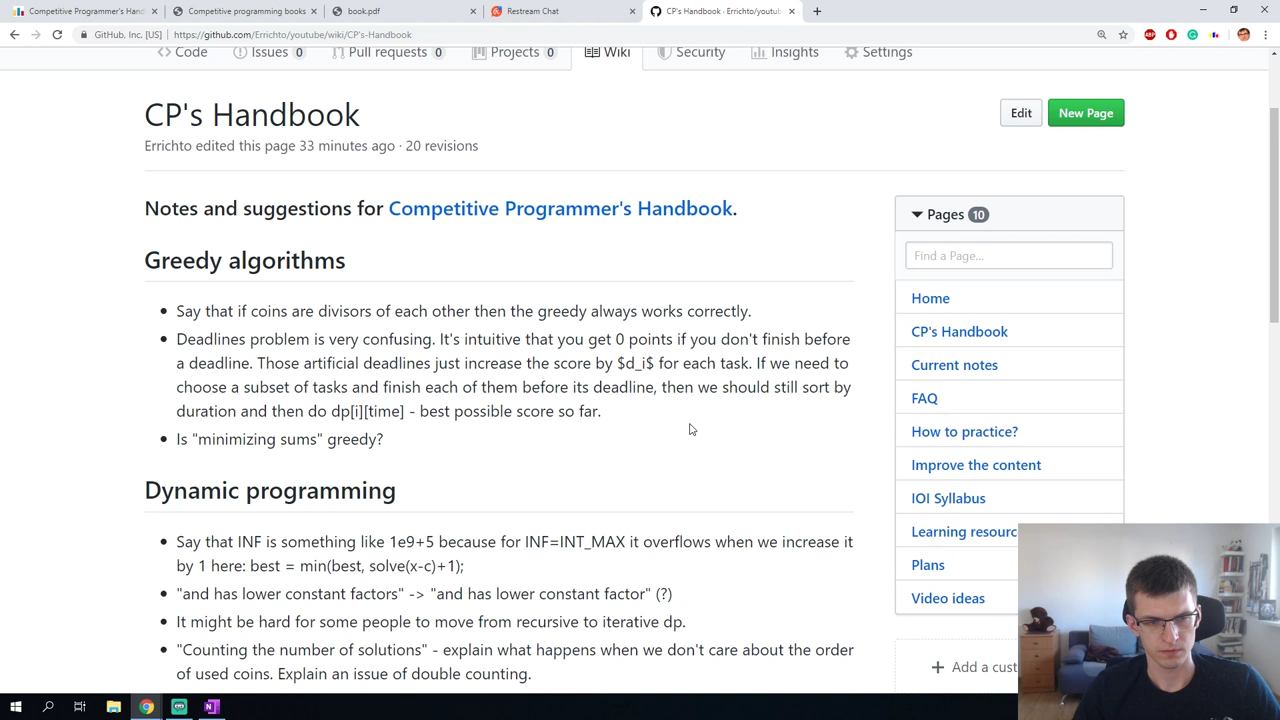 Competitive Programmer's Hand
Competitive programming books
book.pdf
Restream Chat
CP's Handbook · Errichto/youtub
GitHub, Inc. [US]
https://github.com/Errichto/youtube/wiki/CP's-Handbook
Code
Issues 0
Pull requests 0
Projects 0
Wiki
Security
Insights
Settings
CP's Handbook
Edit
New Page
Errichto edited this page 33 minutes ago · 20 revisions
Notes and suggestions for Competitive Programmer's Handbook.
Greedy algorithms
• Say that if coins are divisors of each other then the greedy always works correctly.
• Deadlines problem is very confusing. It's intuitive that you get 0 points if you don't finish before
a deadline. Those artificial deadlines just increase the score by $d_i$ for each task. If we need to
choose a subset of tasks and finish each of them before its deadline, then we should still sort by
duration and then do dp[i][time] - best possible score so far.
• Is "minimizing sums" greedy?
Dynamic programming
• Say that INF is something like 1e9+5 because for INF=INT_MAX it overflows when we increase it
by 1 here: best = min(best, solve(x-c)+1);
• "and has lower constant factors" -> "and has lower constant factor" (?)
• It might be hard for some people to move from recursive to iterative dp.
• "Counting the number of solutions" - explain what happens when we don't care about the order
of used coins. Explain an issue of double counting.
Pages 10
Find a Page...
Home
CP's Handbook
Current notes
FAQ
How to practice?
Improve the content
IOI Syllabus
Learning resourc
Plans
Video ideas
+ Add a cust